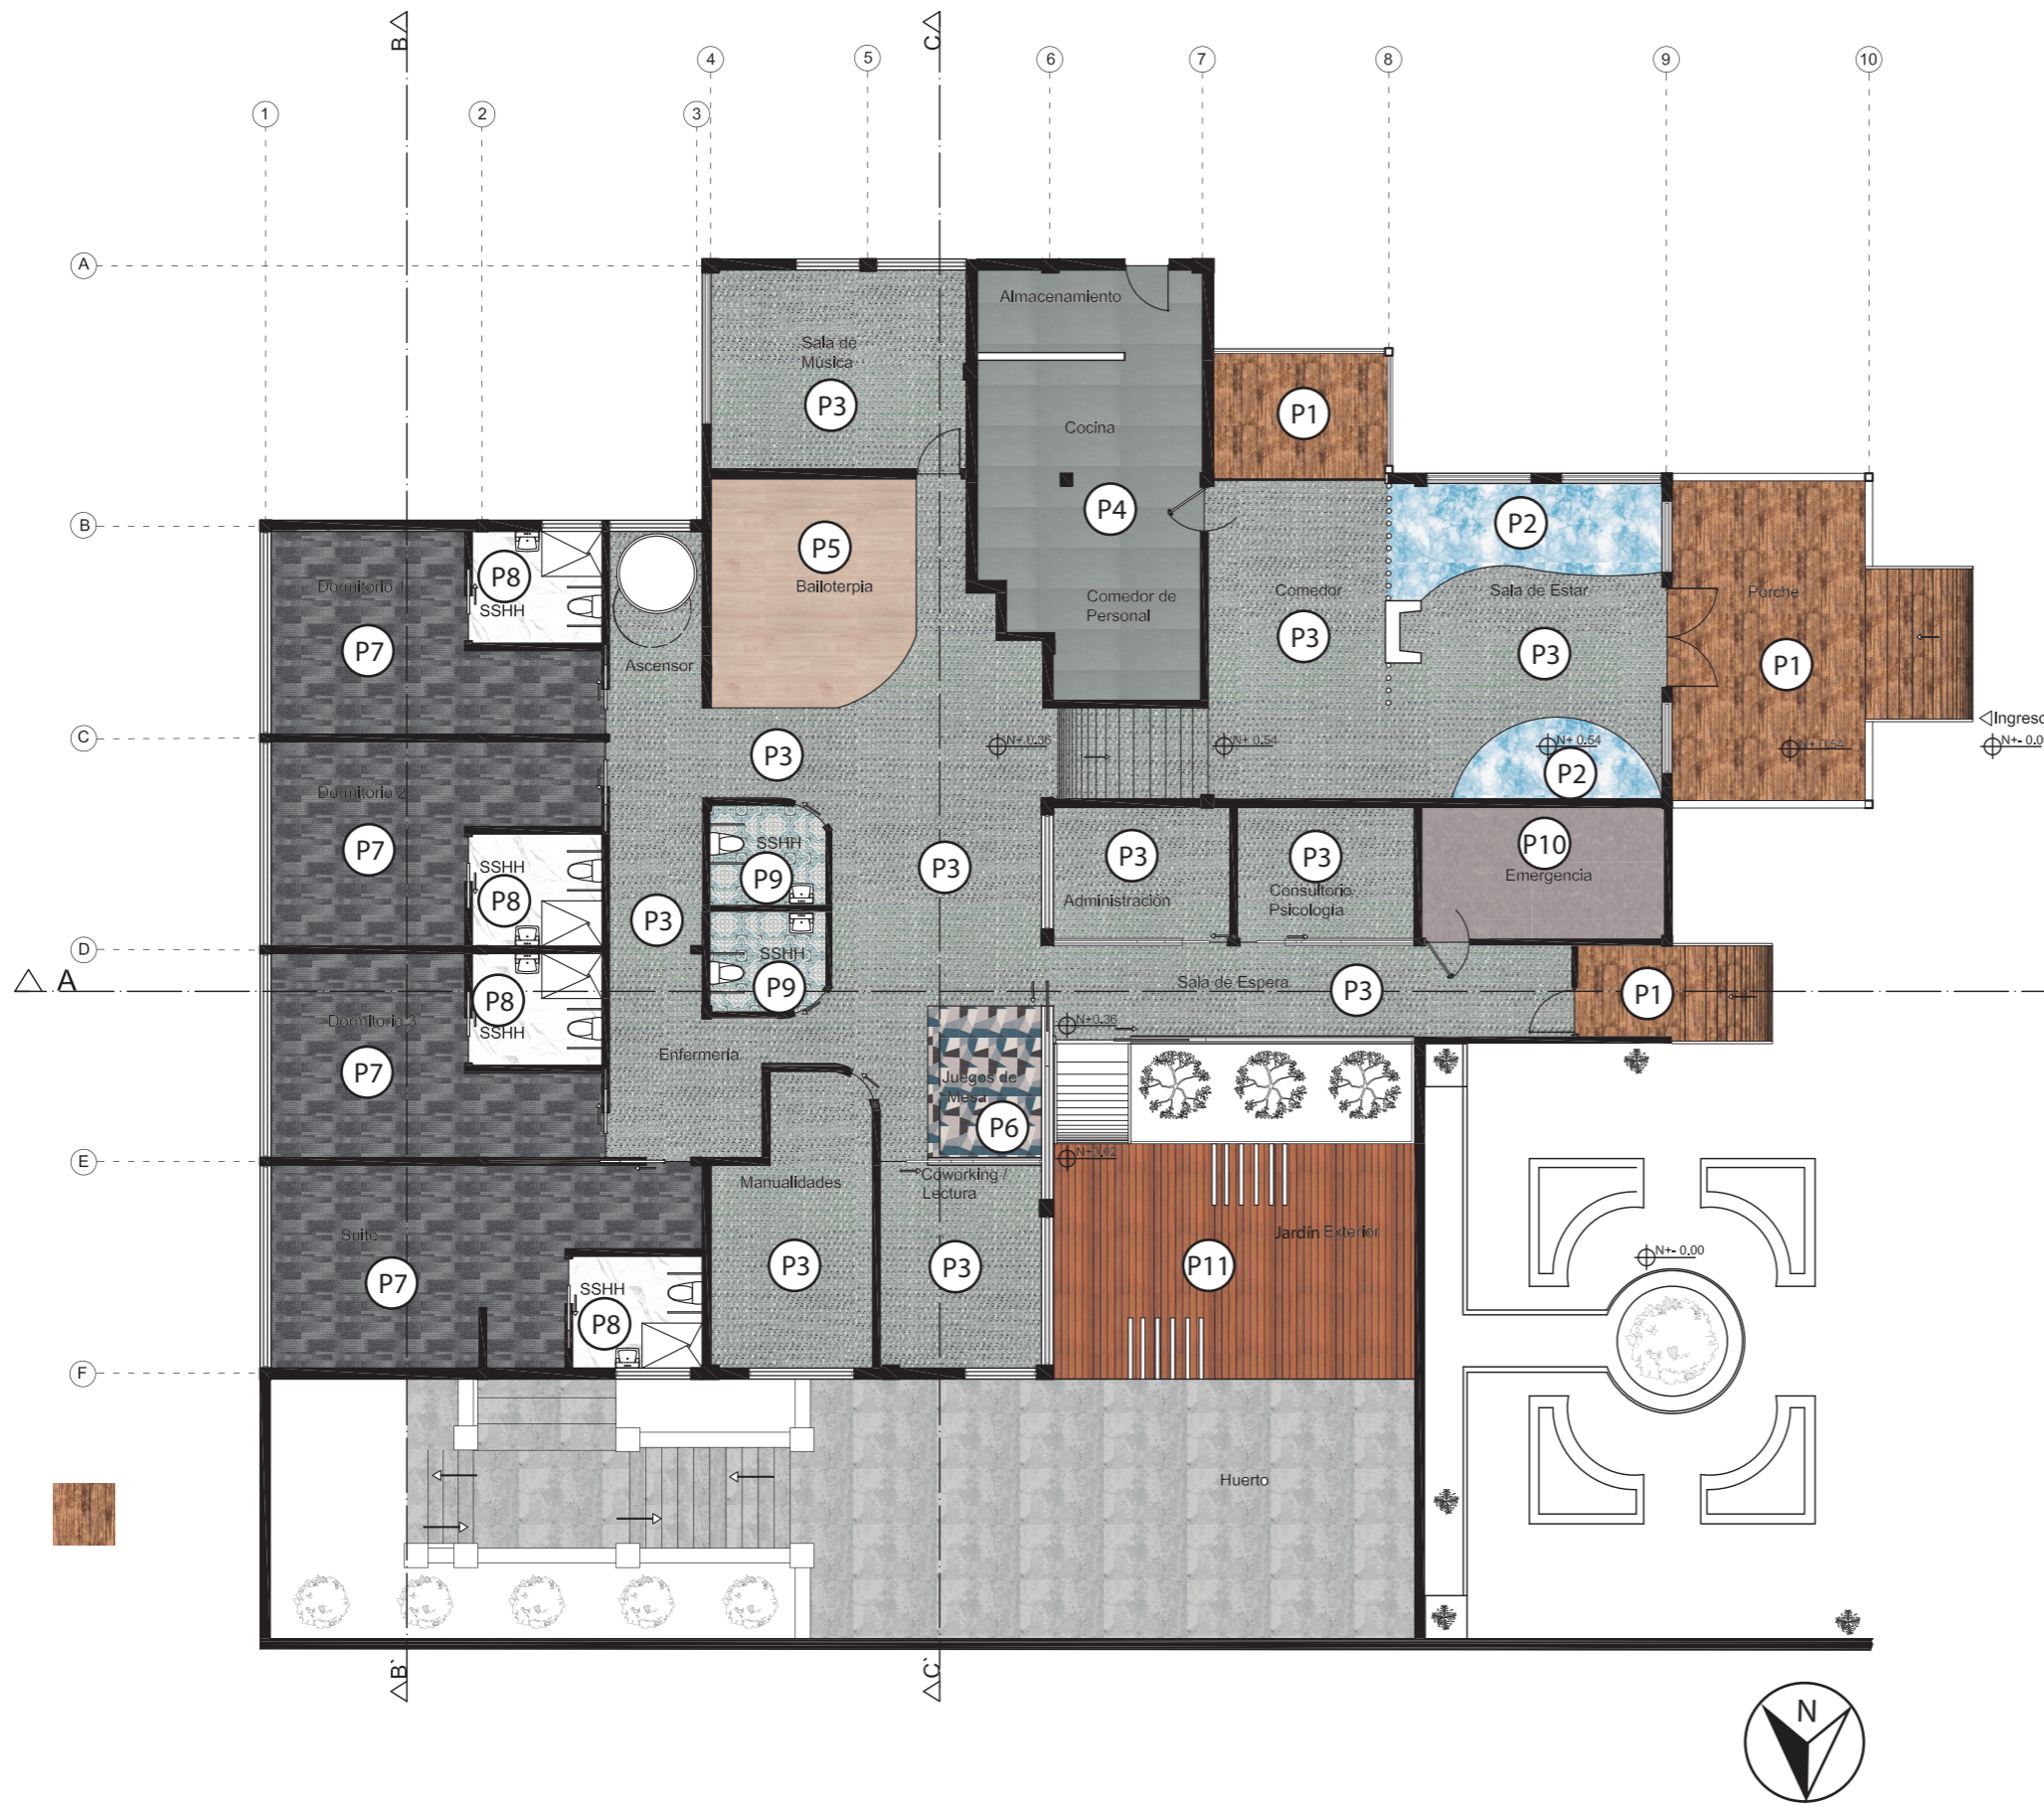 B
C
4
5
6
7
8
9
10
1
2
3
A
Almacenamiento
Sala de
Música
P3
P1
Cocina
P4
B
P2
P5
Bailoterpia
Dormitorio 1
P8
SSHH
Comedor de
Personal
Comedor
P3
Sala de Estar
P3
Porche
P1
P7
Ascensor
Ingreso
C
P3
N+ 0.36
N+ 0.54
N+ 0.54
N+ 0.54
N+- 0.0
P2
Dormitorio 2
P7
SSHH
P8
P3
SSHH
P9
P3
P3
Administración
P3
Consultorio
Psicología
P10
Emergencia
D
A
SSHH
P9
P8
SSHH
Sala de Espera
P3
P1
Dormitorio 3
P7
N+0.36
Enfermería
Juegos de
Mesa
P6
E
Manualidades
Coworking /
Lectura
Suite
P7
SSHH
P8
P3
P3
P11
Jardín Exterior
N+- 0.00
F
Huerto
B`
C`
N